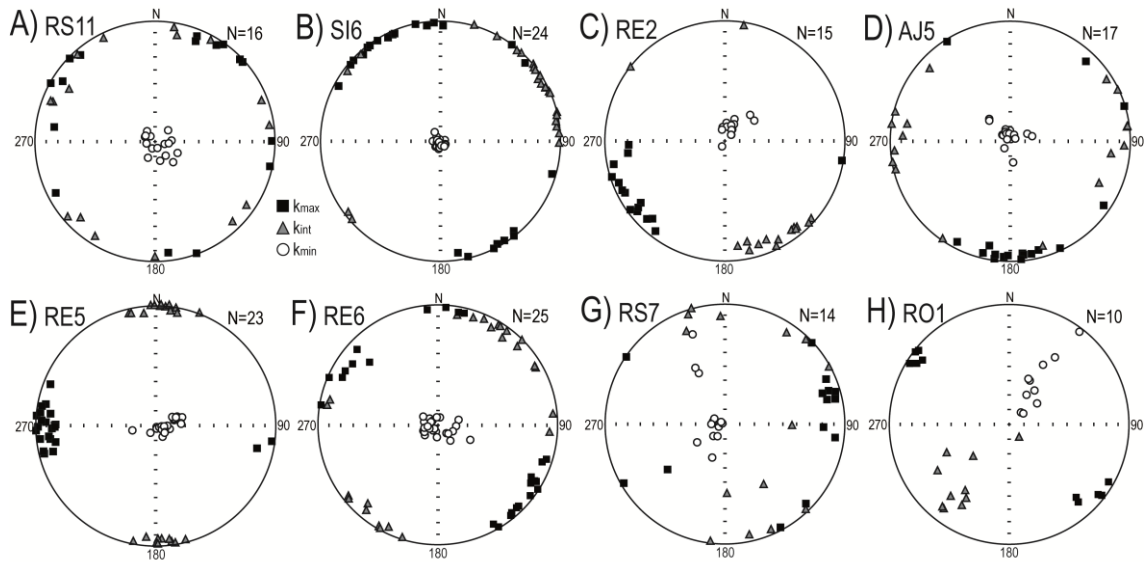 A) RS11
N
N=16
270
90
180
kmax
kint
kmin
B) SI6
N
N=24
270
90
180
C) RE2
N
N=15
270
90
180
D) AJ5
N
N=17
270
90
180
E) RE5
N
N=23
270
90
180
F) RE6
N
N=25
270
90
180
G) RS7
N
N=14
270
90
180
H) RO1
N
N=10
270
90
180